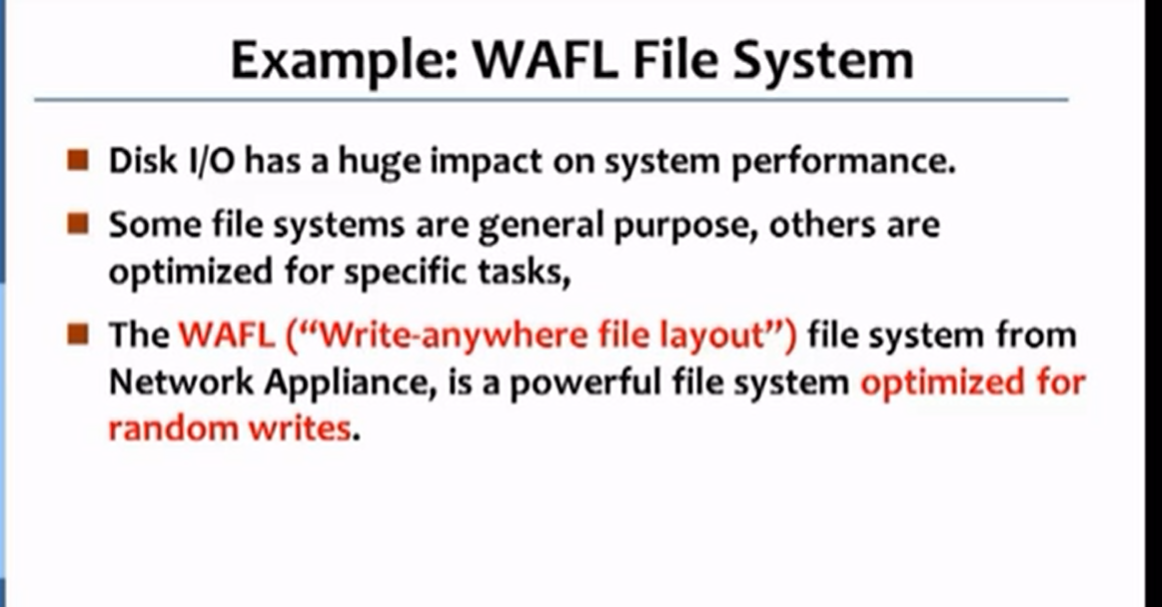 Example: WAFL File System
Disk I/O has a huge impact on system performance.
Some file systems are general purpose, others are
optimized for specific tasks,
The WAFL (“Write-anywhere file layout”) file system from
Network Appliance, is a powerful file system optimized for
random writes.